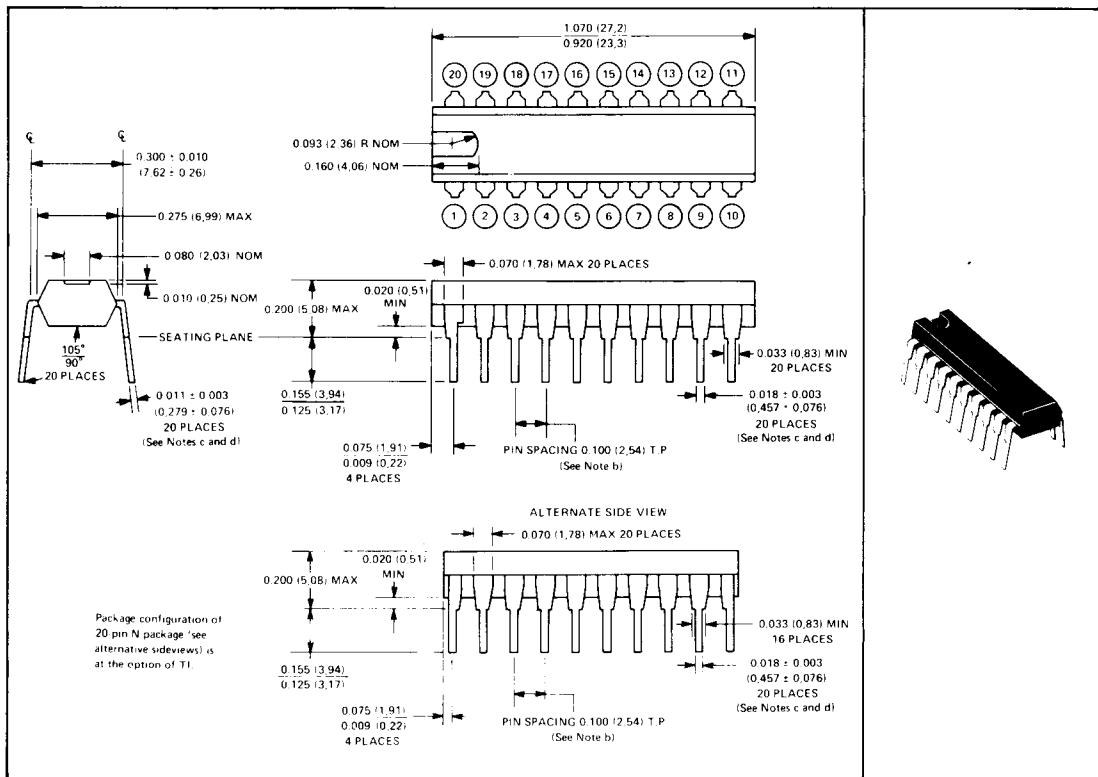 1.070 (27,2)
0.920 (23,3)
20 19 18 17 16 15 14 13 12 11
0.093 (2,36) R NOM
0.160 (4,06) NOM
1 2 3 4 5 6 7 8 9 10
℄ ℄
0.300 ± 0.010
(7,62 ± 0.26)
0.275 (6,99) MAX
0.080 (2,03) NOM
0.010 (0,25) NOM
SEATING PLANE
105°
90°
20 PLACES
0.011 ± 0.003
(0,279 ± 0,076)
20 PLACES
(See Notes c and d)
0.070 (1,78) MAX 20 PLACES
0.020 (0,51)
MIN
0.200 (5,08) MAX
0.155 (3,94)
0.125 (3,17)
0.075 (1,91)
0.009 (0,22)
4 PLACES
PIN SPACING 0.100 (2,54) T.P
(See Note b)
0.033 (0,83) MIN
20 PLACES
0.018 ± 0.003
(0,457 ± 0,076)
20 PLACES
(See Notes c and d)
ALTERNATE SIDE VIEW
0.070 (1,78) MAX 20 PLACES
0.020 (0,51)
MIN
0.200 (5,08) MAX
0.155 (3,94)
0.125 (3,17)
0.075 (1,91)
0.009 (0,22)
4 PLACES
PIN SPACING 0.100 (2,54) T.P
(See Note b)
0.033 (0,83) MIN
16 PLACES
0.018 ± 0.003
(0,457 ± 0,076)
20 PLACES
(See Notes c and d)
Package configuration of
20-pin N package (see
alternative sideviews) is
at the option of TI.